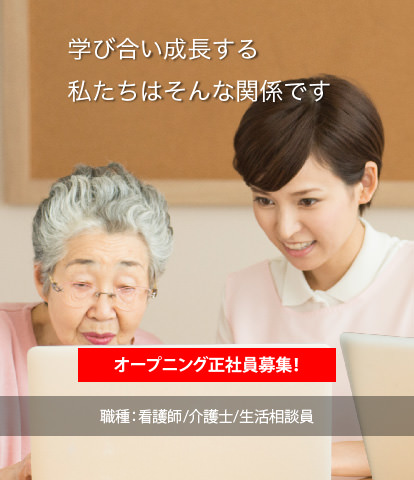 学び合い成長する
私たちはそんな関係です
オープニング正社員募集!
職種：看護師/介護士/生活相談員